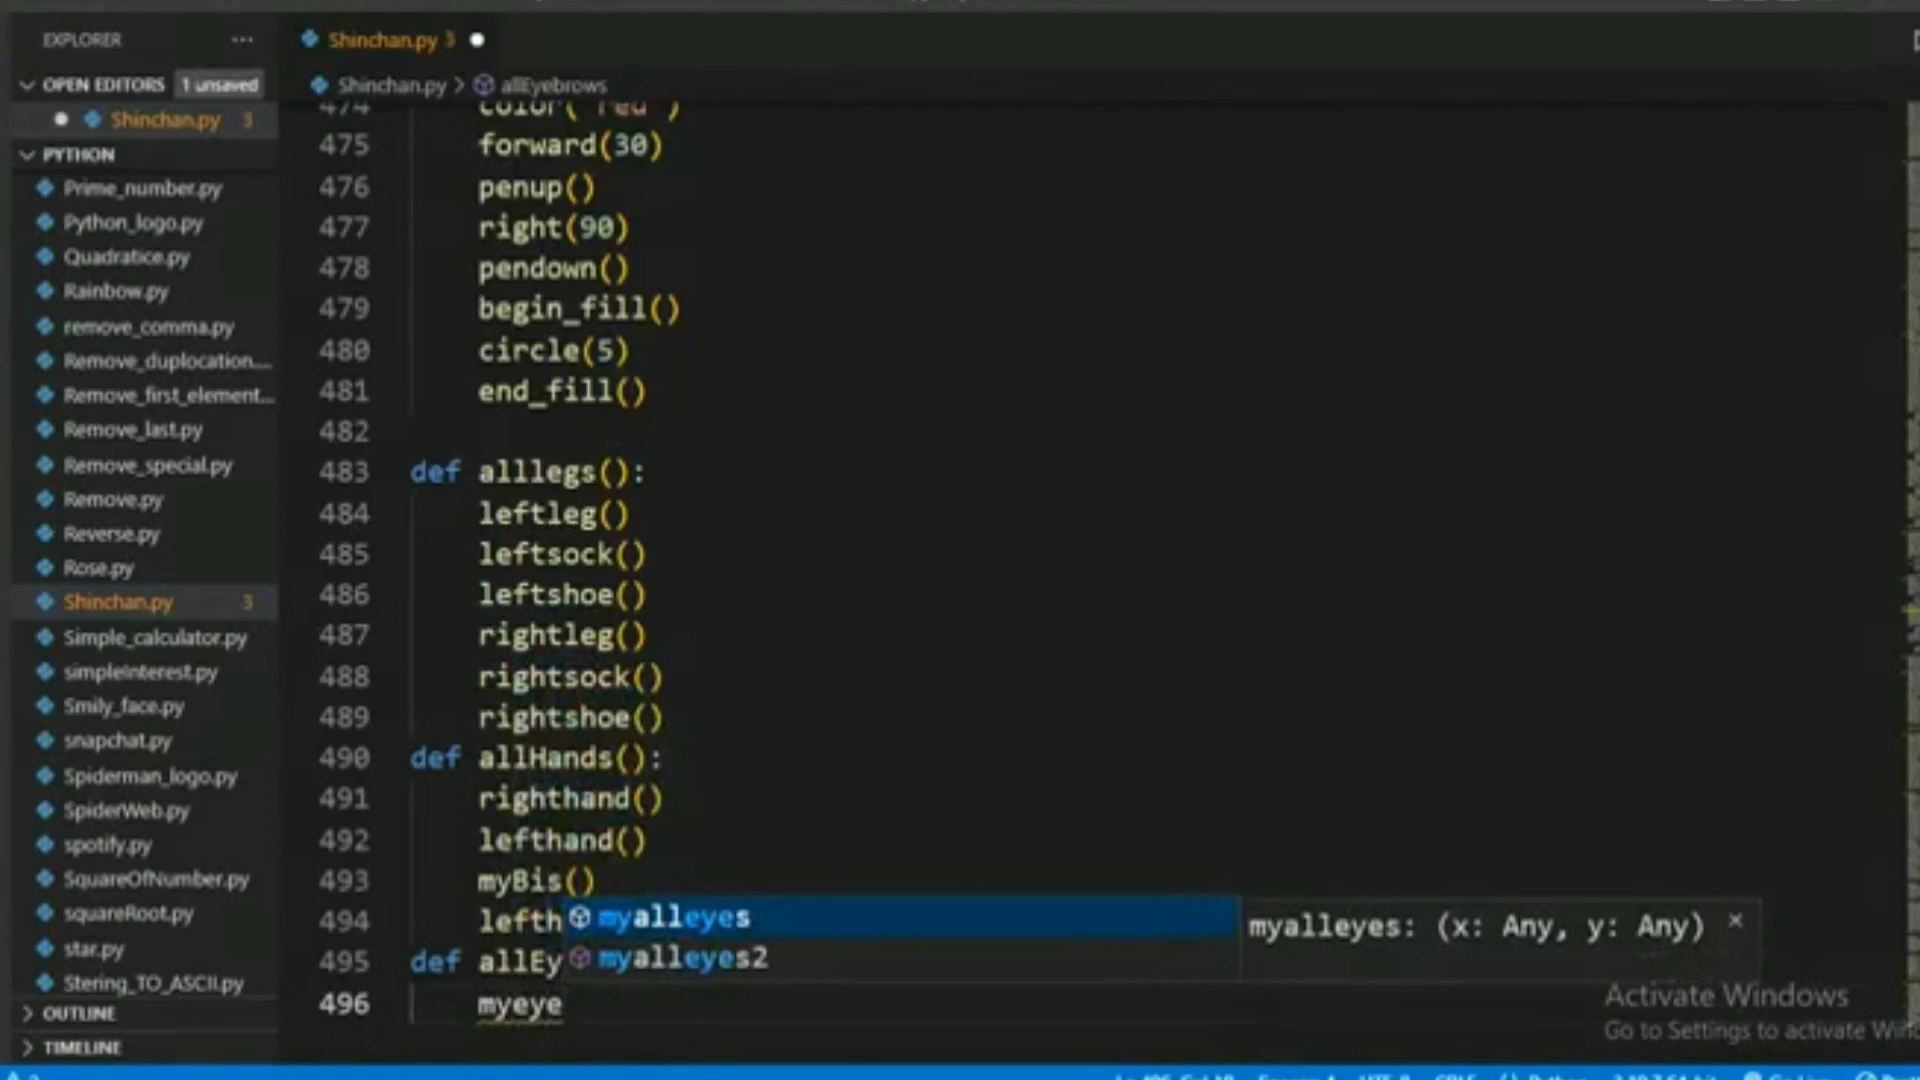 EXPLORER ...
Shinchan.py 3
OPEN EDITORS 1 unsaved
Shinchan.py > allEyebrows
Shinchan.py 3
PYTHON
Prime_number.py
Python_logo.py
Quadratice.py
Rainbow.py
remove_comma.py
Remove_duplocation....
Remove_first_element...
Remove_last.py
Remove_special.py
Remove.py
Reverse.py
Rose.py
Shinchan.py 3
Simple_calculator.py
simpleInterest.py
Smily_face.py
snapchat.py
Spiderman_logo.py
SpiderWeb.py
spotify.py
SquareOfNumber.py
squareRoot.py
star.py
Stering_TO_ASCII.py
OUTLINE
TIMELINE
474 color("red")
475 forward(30)
476 penup()
477 right(90)
478 pendown()
479 begin_fill()
480 circle(5)
481 end_fill()
482
483 def alllegs():
484 leftleg()
485 leftsock()
486 leftshoe()
487 rightleg()
488 rightsock()
489 rightshoe()
490 def allHands():
491 righthand()
492 lefthand()
493 myBis()
494 lefth
495 def allEy
496 myeye
myalleyes
myalleyes2
myalleyes: (x: Any, y: Any) ×
Activate Windows
Go to Settings to activate Win